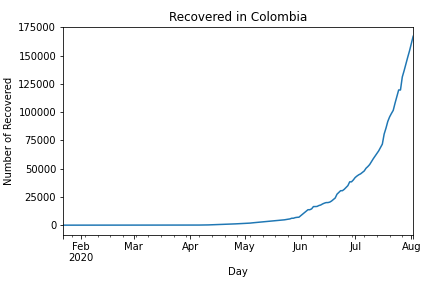 Recovered in Colombia
Number of Recovered
175000
150000
125000
100000
75000
50000
25000
0
Feb Mar Apr May Jun Jul Aug
2020
Day